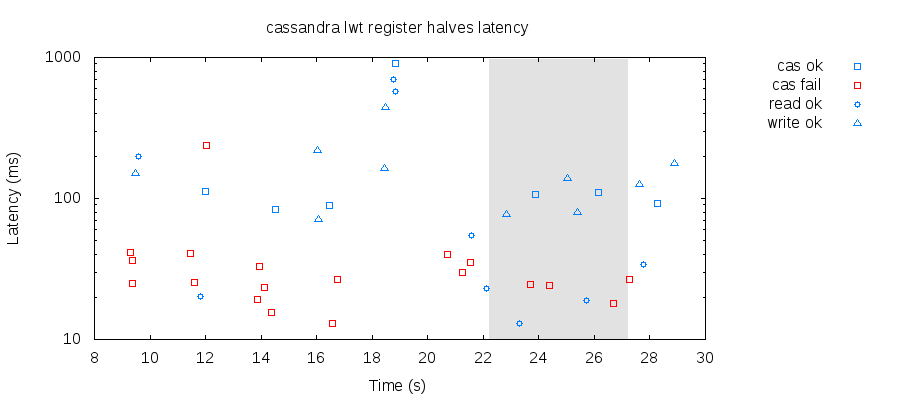 cassandra lwt register halves latency
1000
100
10
Latency (ms)
8 10 12 14 16 18 20 22 24 26 28 30
Time (s)
cas ok
cas fail
read ok
write ok